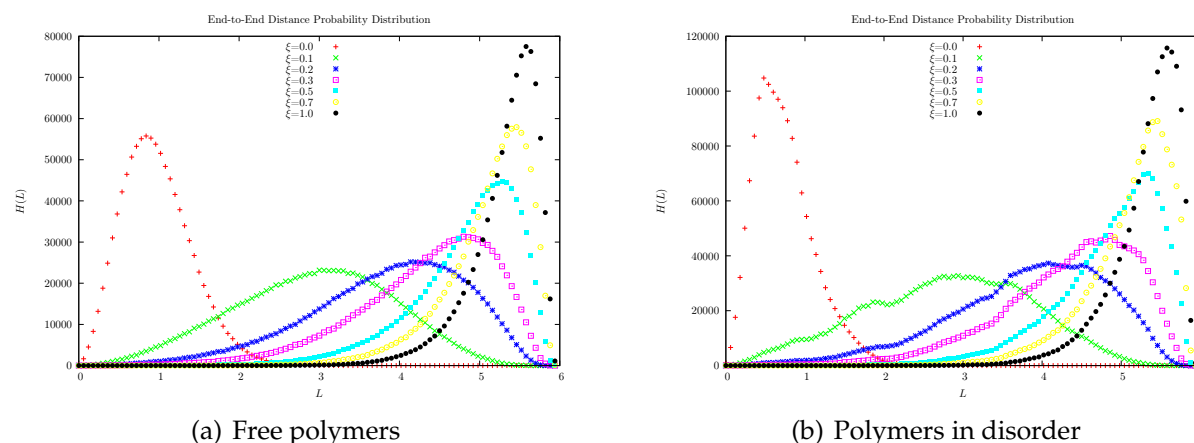 End-to-End Distance Probability Distribution
80000
70000
60000
50000
40000
30000
20000
10000
0
H(L)
ξ=0.0
ξ=0.1
ξ=0.2
ξ=0.3
ξ=0.5
ξ=0.7
ξ=1.0
0 1 2 3 4 5 6
L
(a) Free polymers
End-to-End Distance Probability Distribution
120000
100000
80000
60000
40000
20000
0
H(L)
ξ=0.0
ξ=0.1
ξ=0.2
ξ=0.3
ξ=0.5
ξ=0.7
ξ=1.0
0 1 2 3 4 5
L
(b) Polymers in disorder